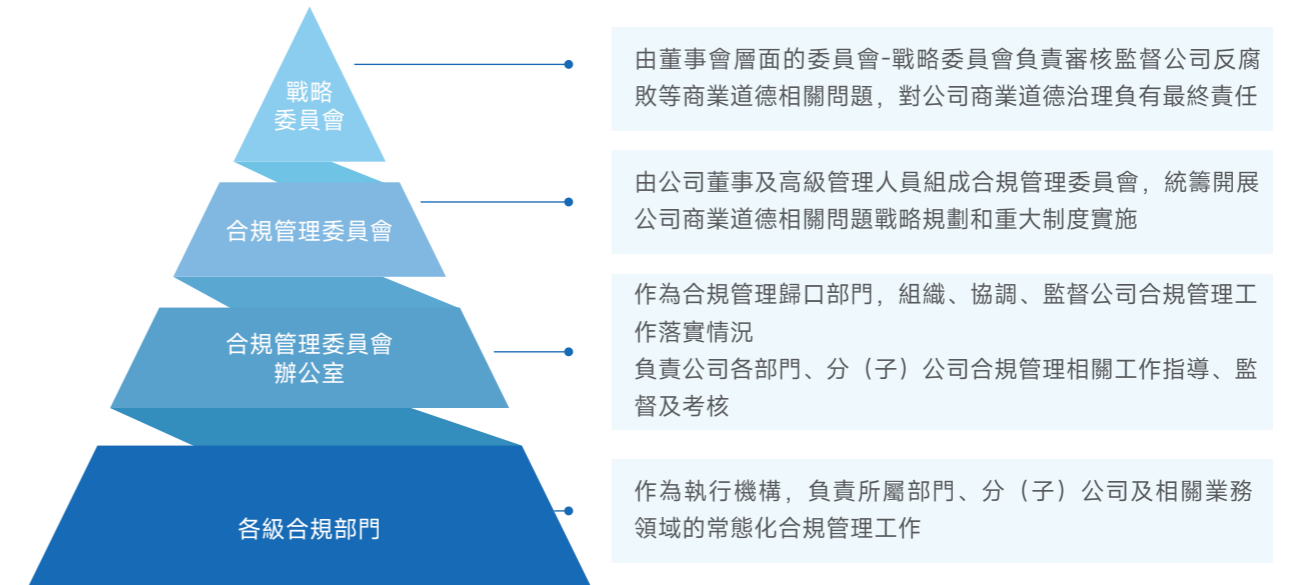 戰略
委員會
由董事會層面的委員會-戰略委員會負責審核監督公司反腐
敗等商業道德相關問題，對公司商業道德治理負有最終責任
合規管理委員會
由公司董事及高級管理人員組成合規管理委員會，統籌開展
公司商業道德相關問題戰略規劃和重大制度實施
合規管理委員會
辦公室
作為合規管理歸口部門，組織、協調、監督公司合規管理工
作落實情況
負責公司各部門、分（子）公司合規管理相關工作指導、監
督及考核
各級合規部門
作為執行機構，負責所屬部門、分（子）公司及相關業務
領域的常態化合規管理工作